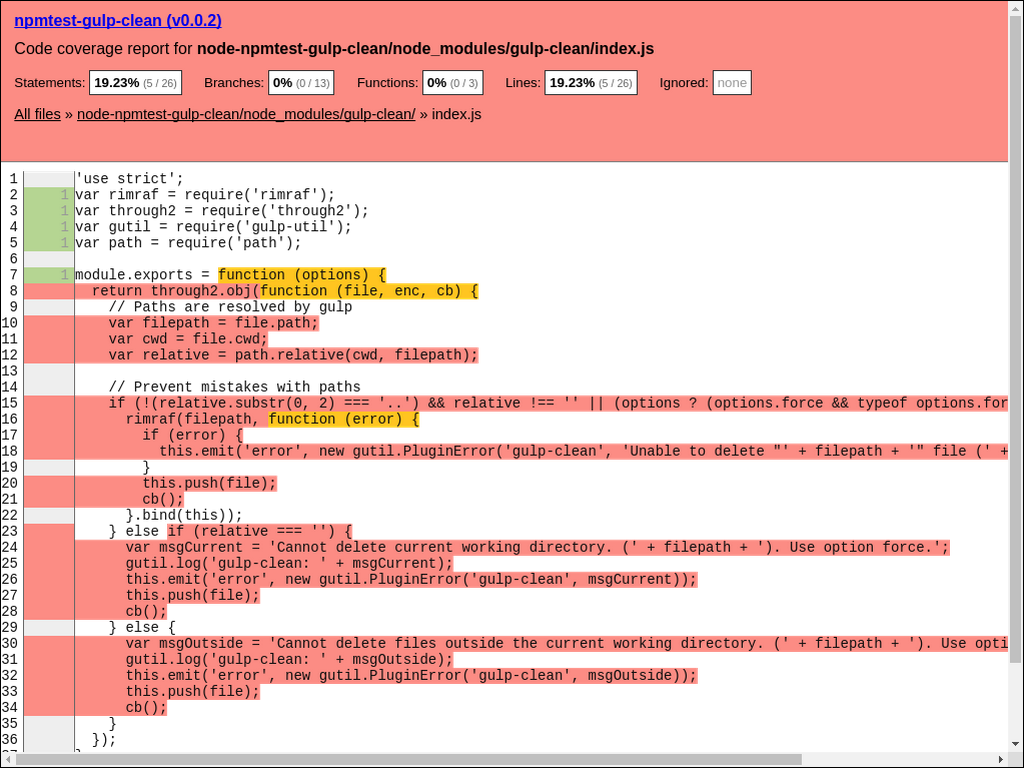 npmtest-gulp-clean (v0.0.2)
Code coverage report for node-npmtest-gulp-clean/node_modules/gulp-clean/index.js
Statements: 19.23% (5 / 26) Branches: 0% (0 / 13) Functions: 0% (0 / 3) Lines: 19.23% (5 / 26) Ignored: none
All files » node-npmtest-gulp-clean/node_modules/gulp-clean/ » index.js
1 'use strict';
2 1 var rimraf = require('rimraf');
3 1 var through2 = require('through2');
4 1 var gutil = require('gulp-util');
5 1 var path = require('path');
6
7 1 module.exports = function (options) {
8 return through2.obj(function (file, enc, cb) {
9 // Paths are resolved by gulp
10 var filepath = file.path;
11 var cwd = file.cwd;
12 var relative = path.relative(cwd, filepath);
13
14 // Prevent mistakes with paths
15 if (!(relative.substr(0, 2) === '..') && relative !== '' || (options ? (options.force && typeof options.for
16 rimraf(filepath, function (error) {
17 if (error) {
18 this.emit('error', new gutil.PluginError('gulp-clean', 'Unable to delete "' + filepath + '" file (' +
19 }
20 this.push(file);
21 cb();
22 }.bind(this));
23 } else if (relative === '') {
24 var msgCurrent = 'Cannot delete current working directory. (' + filepath + '). Use option force.';
25 gutil.log('gulp-clean: ' + msgCurrent);
26 this.emit('error', new gutil.PluginError('gulp-clean', msgCurrent));
27 this.push(file);
28 cb();
29 } else {
30 var msgOutside = 'Cannot delete files outside the current working directory. (' + filepath + '). Use opti
31 gutil.log('gulp-clean: ' + msgOutside);
32 this.emit('error', new gutil.PluginError('gulp-clean', msgOutside));
33 this.push(file);
34 cb();
35 }
36 });